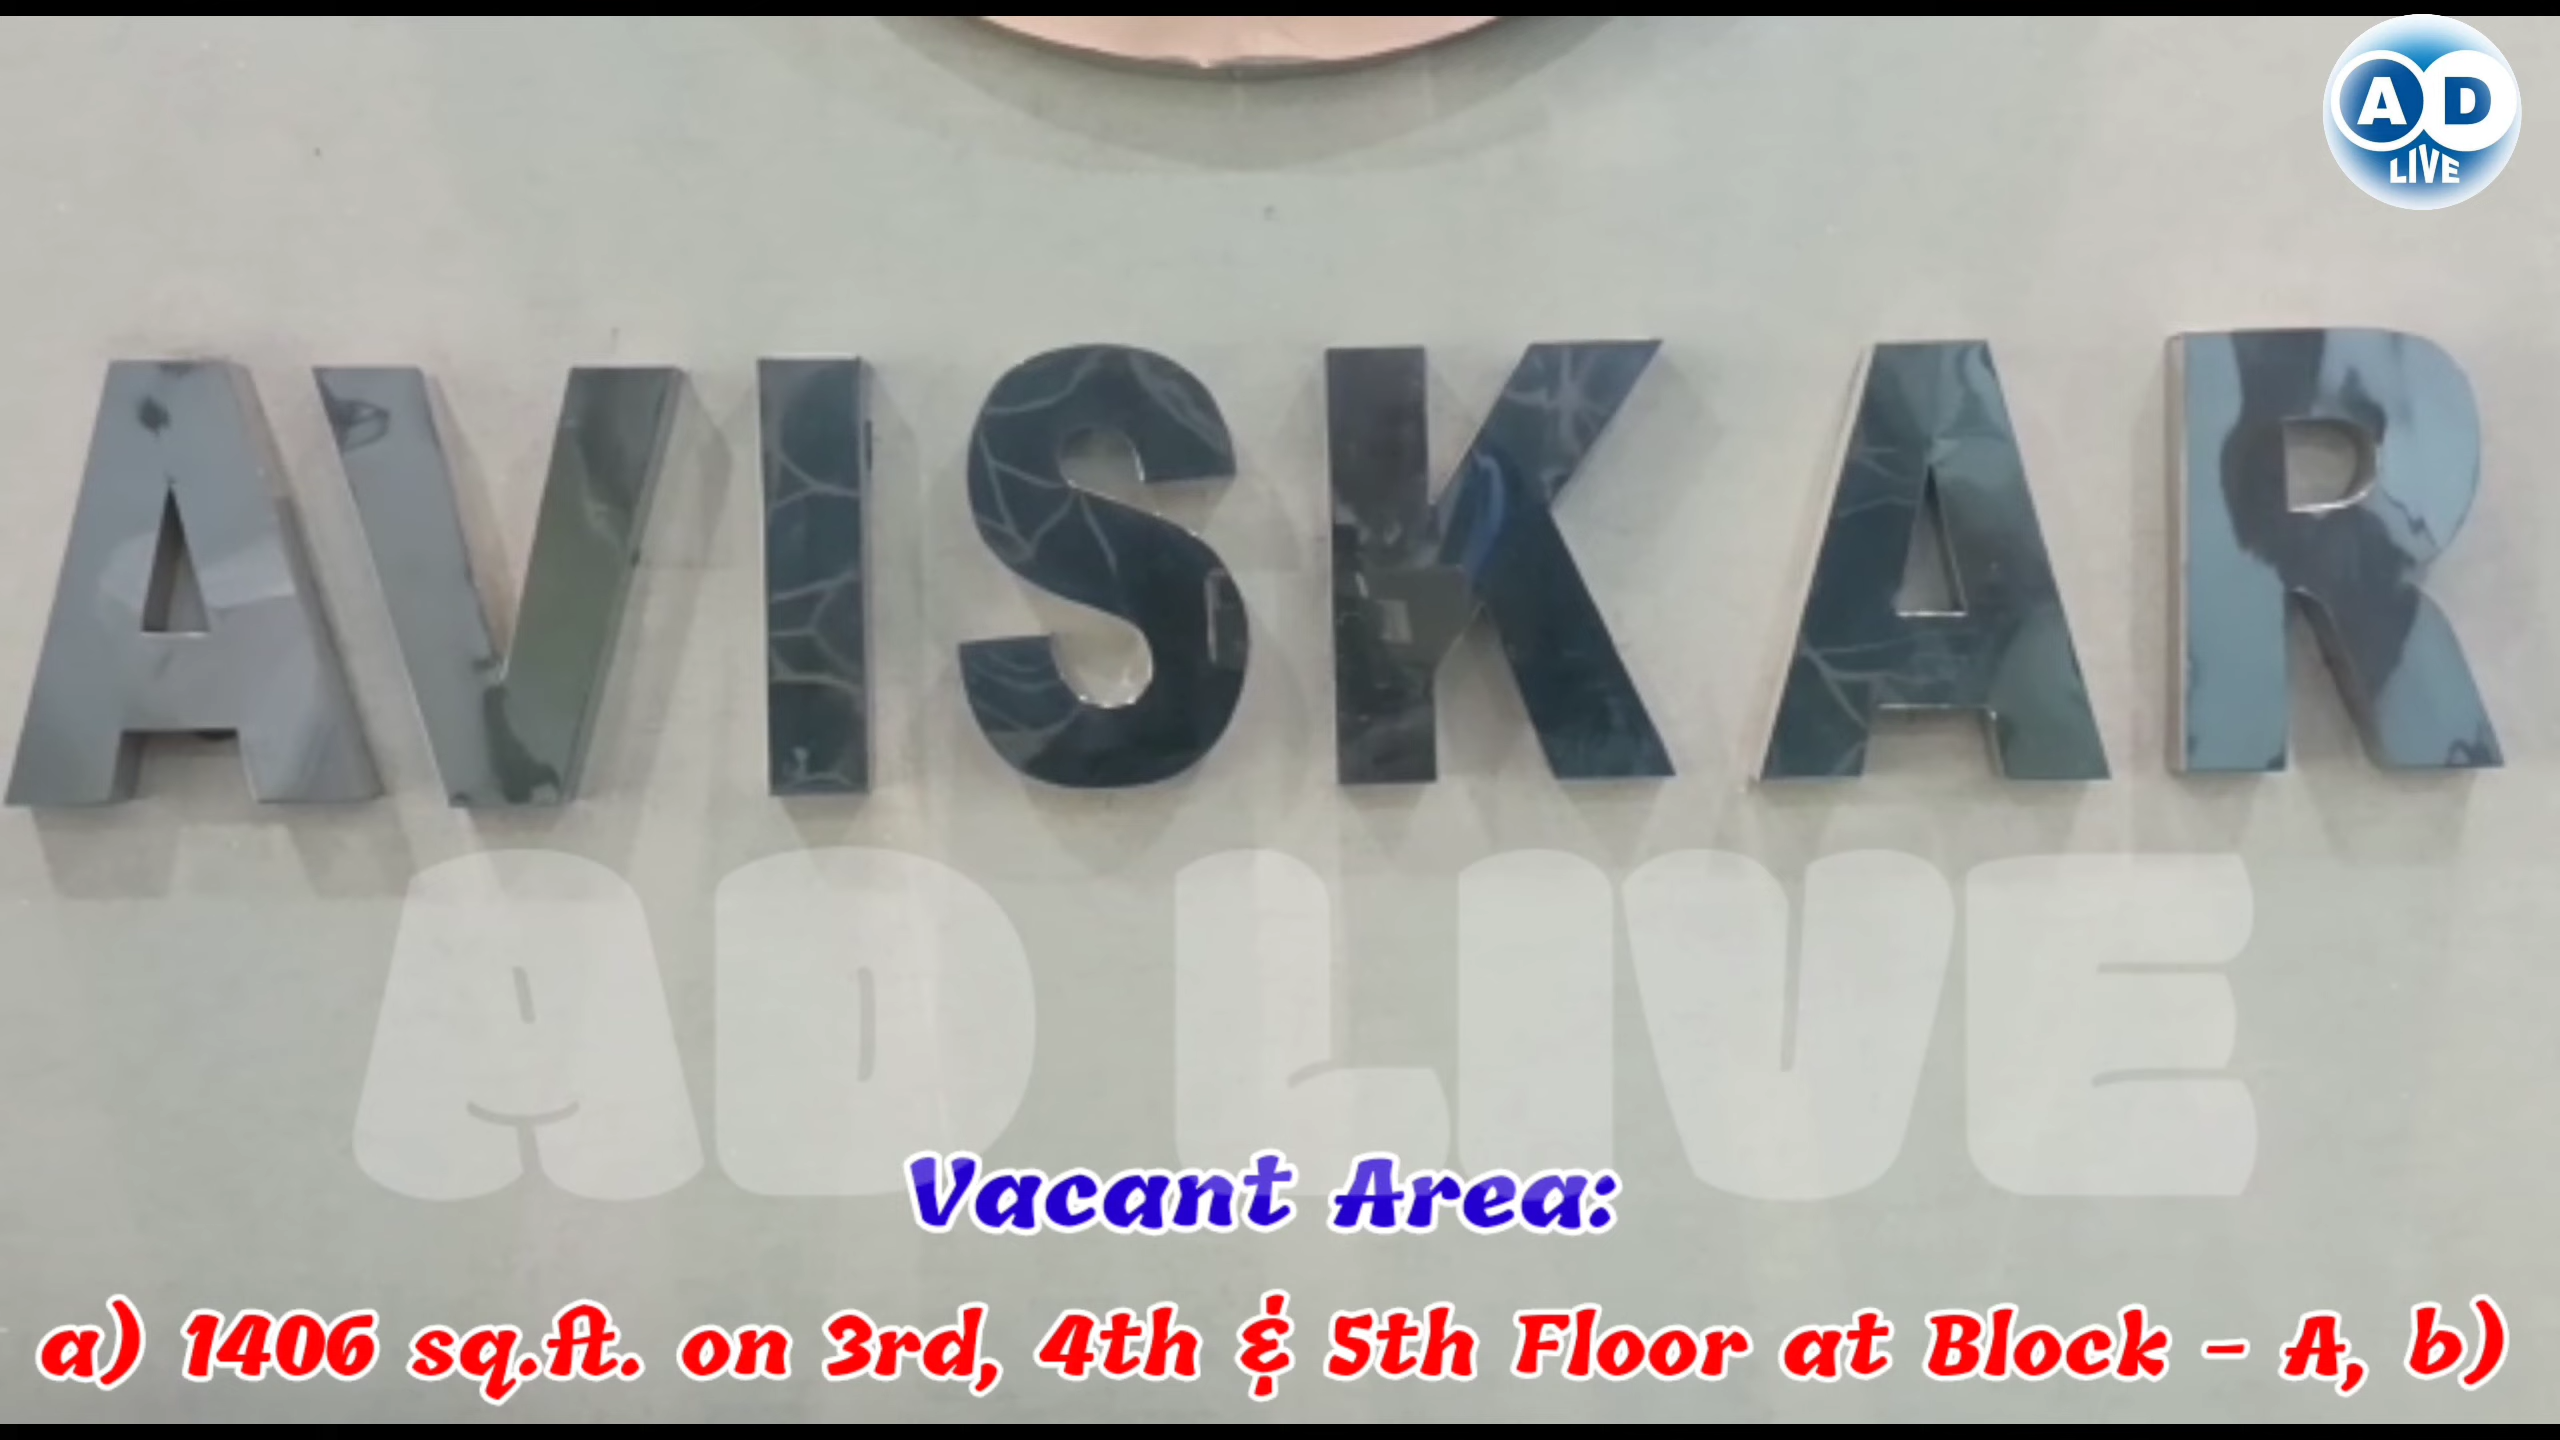 A D
LIVE
AVISKAR
AD LIVE
Vacant Area:
a) 1406 sq.ft. on 3rd, 4th & 5th Floor at Block - A, b)